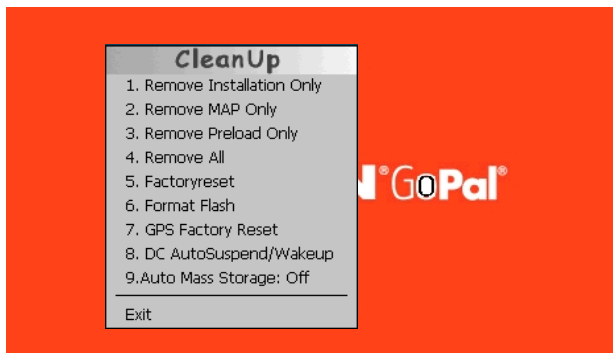 CleanUp
1. Remove Installation Only
2. Remove MAP Only
3. Remove Preload Only
4. Remove All
5. Factoryreset
6. Format Flash
7. GPS Factory Reset
8. DC AutoSuspend/Wakeup
9.Auto Mass Storage: Off
Exit
N® GoPal®